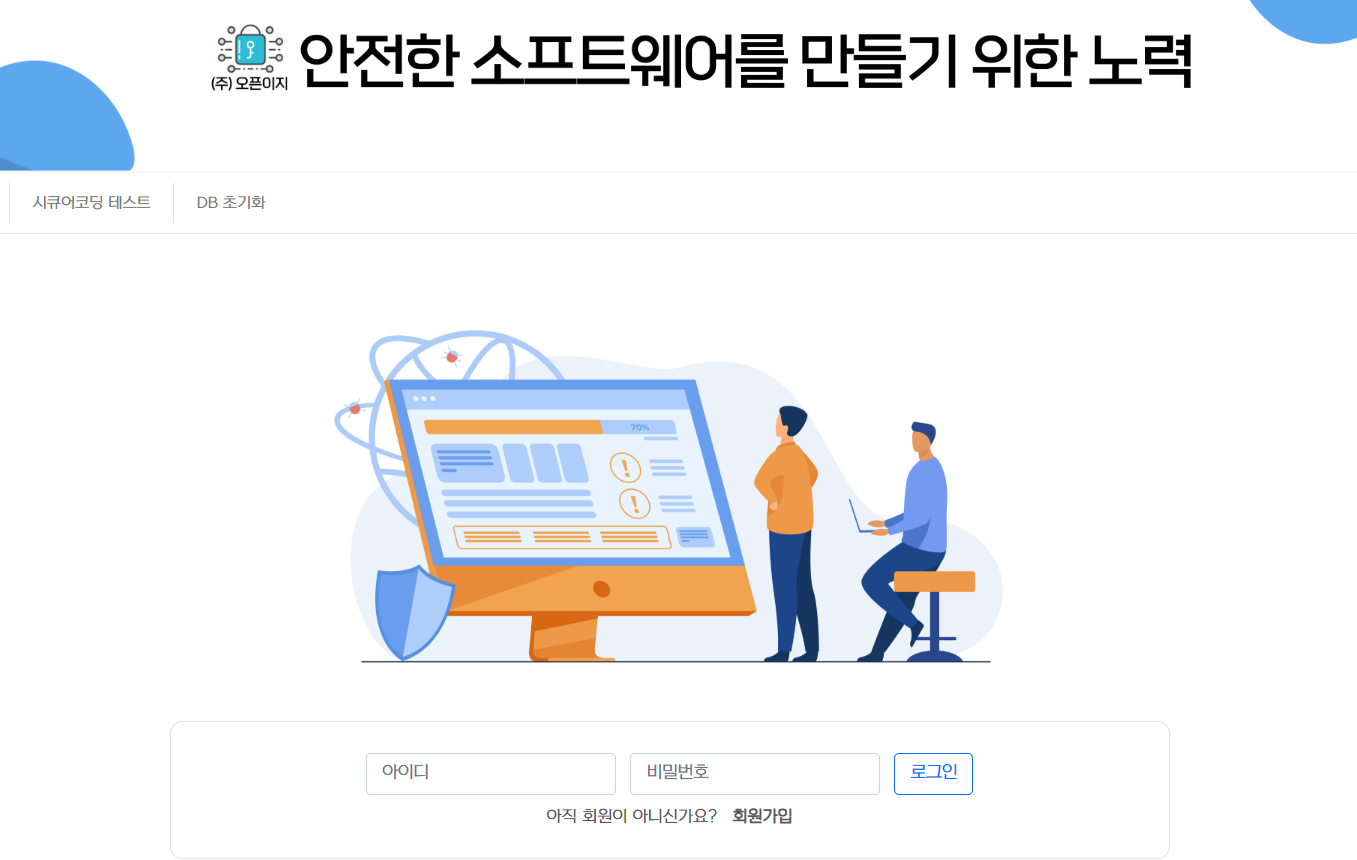 안전한 소프트웨어를 만들기 위한 노력
(주) 오픈이지
시큐어코딩 테스트 DB 초기화
70%
아이디 비밀번호 로그인
아직 회원이 아니신가요? 회원가입